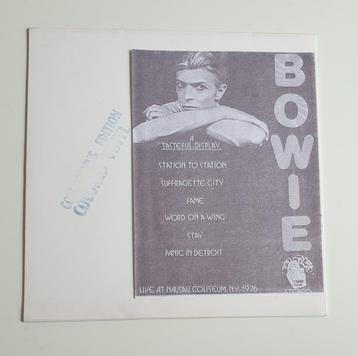 COLLECTOR'S EDITION
COLORED VINYL
BOWIE
A
TASTEFUL DISPLAY
STATION TO STATION
SUFFRAGETTE CITY
FAME
WORD ON A WING
STAY
PANIC IN DETROIT
LIVE AT NASSAU COLISEUM, N.Y. 1976